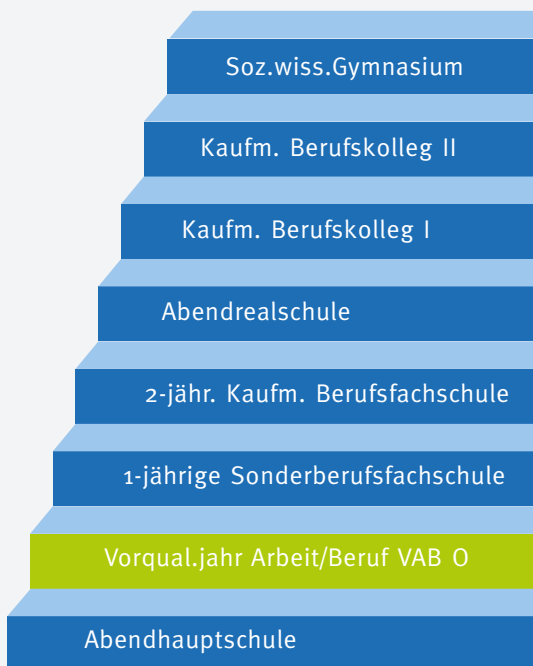 Soz.wiss.Gymnasium
Kaufm. Berufskolleg II
Kaufm. Berufskolleg I
Abendrealschule
2-jähr. Kaufm. Berufsfachschule
1-jährige Sonderberufsfachschule
Vorqual.jahr Arbeit/Beruf VAB O
Abendhauptschule